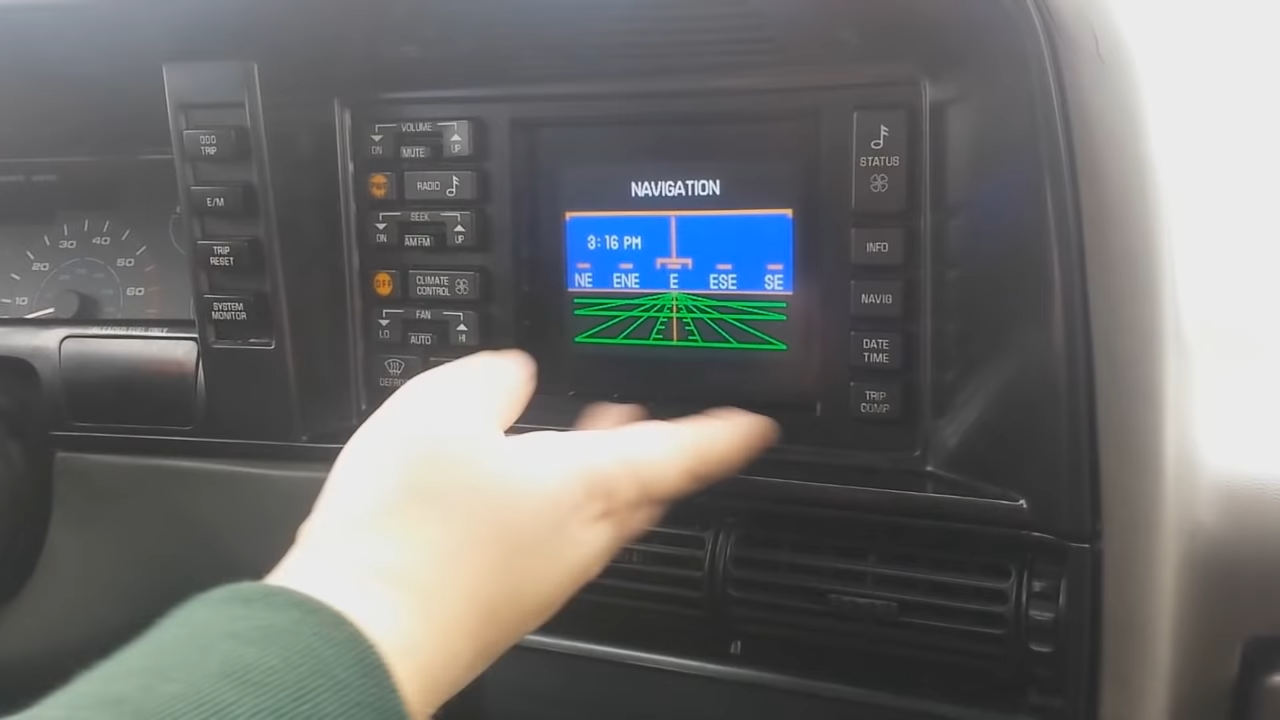 ODO
TRIP
E/M
TRIP
RESET
SYSTEM
MONITOR
10
20
30
40
50
60
VOLUME
DN
MUTE
UP
PWR
RADIO
SEEK
DN
AM FM
UP
OFF
CLIMATE
CONTROL
FAN
LO
AUTO
HI
NAVIGATION
3:16 PM
NE ENE E ESE SE
STATUS
INFO
NAVIG
DATE
TIME
TRIP
COMP